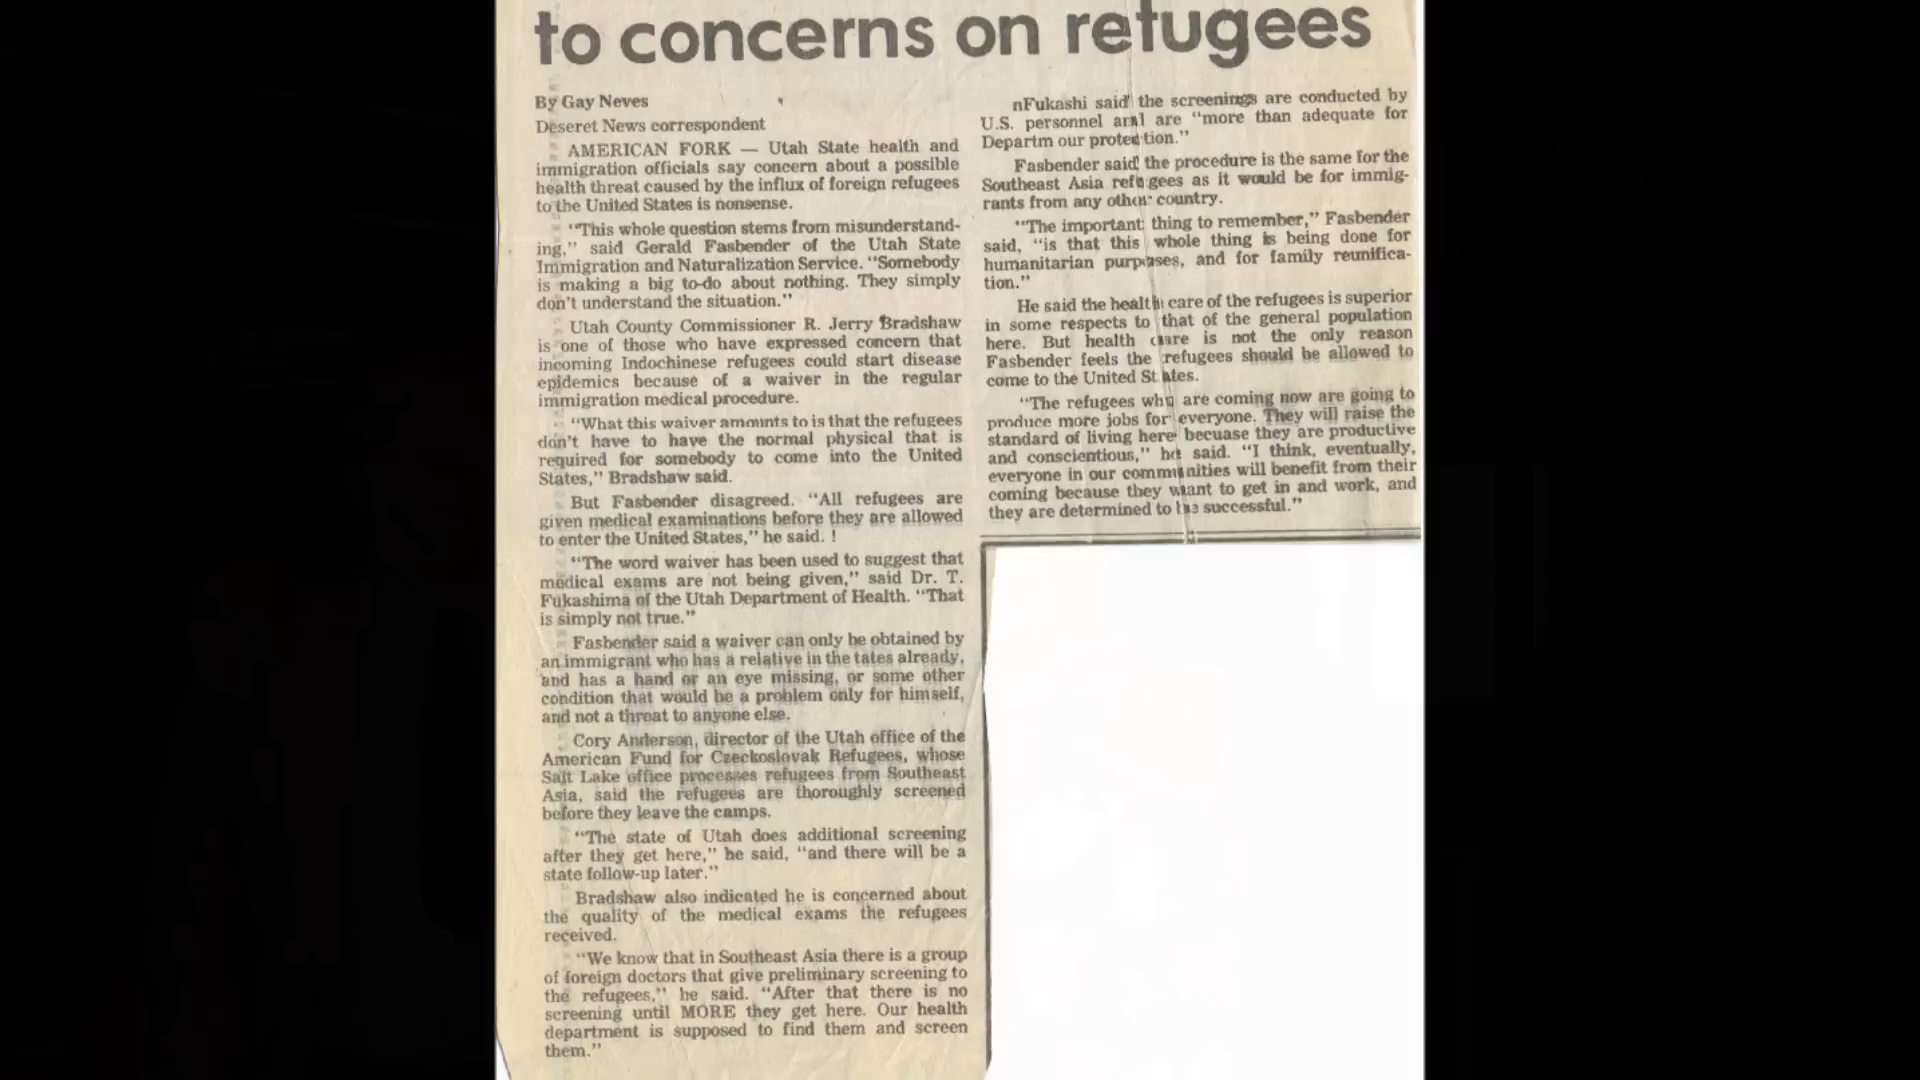 to concerns on refugees
By Gay Neves
Deseret News correspondent
AMERICAN FORK — Utah State health and
immigration officials say concern about a possible
health threat caused by the influx of foreign refugees
to the United States is nonsense.
"This whole question stems from misunderstand-
ing," said Gerald Fasbender of the Utah State
Immigration and Naturalization Service. "Somebody
is making a big to-do about nothing. They simply
don't understand the situation."
Utah County Commissioner R. Jerry Bradshaw
is one of those who have expressed concern that
incoming Indochinese refugees could start disease
epidemics because of a waiver in the regular
immigration medical procedure.
"What this waiver amounts to is that the refugees
don't have to have the normal physical that is
required for somebody to come into the United
States," Bradshaw said.
But Fasbender disagreed. "All refugees are
given medical examinations before they are allowed
to enter the United States," he said. !
"The word waiver has been used to suggest that
medical exams are not being given," said Dr. T.
Fukashima of the Utah Department of Health. "That
is simply not true."
Fasbender said a waiver can only be obtained by
an immigrant who has a relative in the tates already,
and has a hand or an eye missing, or some other
condition that would be a problem only for himself,
and not a threat to anyone else.
Cory Anderson, director of the Utah office of the
American Fund for Czeckoslovak Refugees, whose
Salt Lake office processes refugees from Southeast
Asia, said the refugees are thoroughly screened
before they leave the camps.
"The state of Utah does additional screening
after they get here," he said, "and there will be a
state follow-up later."
Bradshaw also indicated he is concerned about
the quality of the medical exams the refugees
received.
"We know that in Southeast Asia there is a group
of foreign doctors that give preliminary screening to
the refugees," he said. "After that there is no
screening until MORE they get here. Our health
department is supposed to find them and screen
them."
nFukashi said the screenings are conducted by
U.S. personnel are "more than adequate for
Departm our protection."
Fasbender said the procedure is the same for the
Southeast Asia refugees as it would be for immig-
rants from any other country.
"The important thing to remember," Fasbender
said, "is that this whole thing is being done for
humanitarian purposes, and for family reunifica-
tion."
He said the health care of the refugees is superior
in some respects to that of the general population
here. But health care is not the only reason
Fasbender feels the refugees should be allowed to
come to the United States.
"The refugees who are coming now are going to
produce more jobs for everyone. They will raise the
standard of living here becuase they are productive
and conscientious," he said. "I think, eventually,
everyone in our communities will benefit from their
coming because they want to get in and work, and
they are determined to be successful."